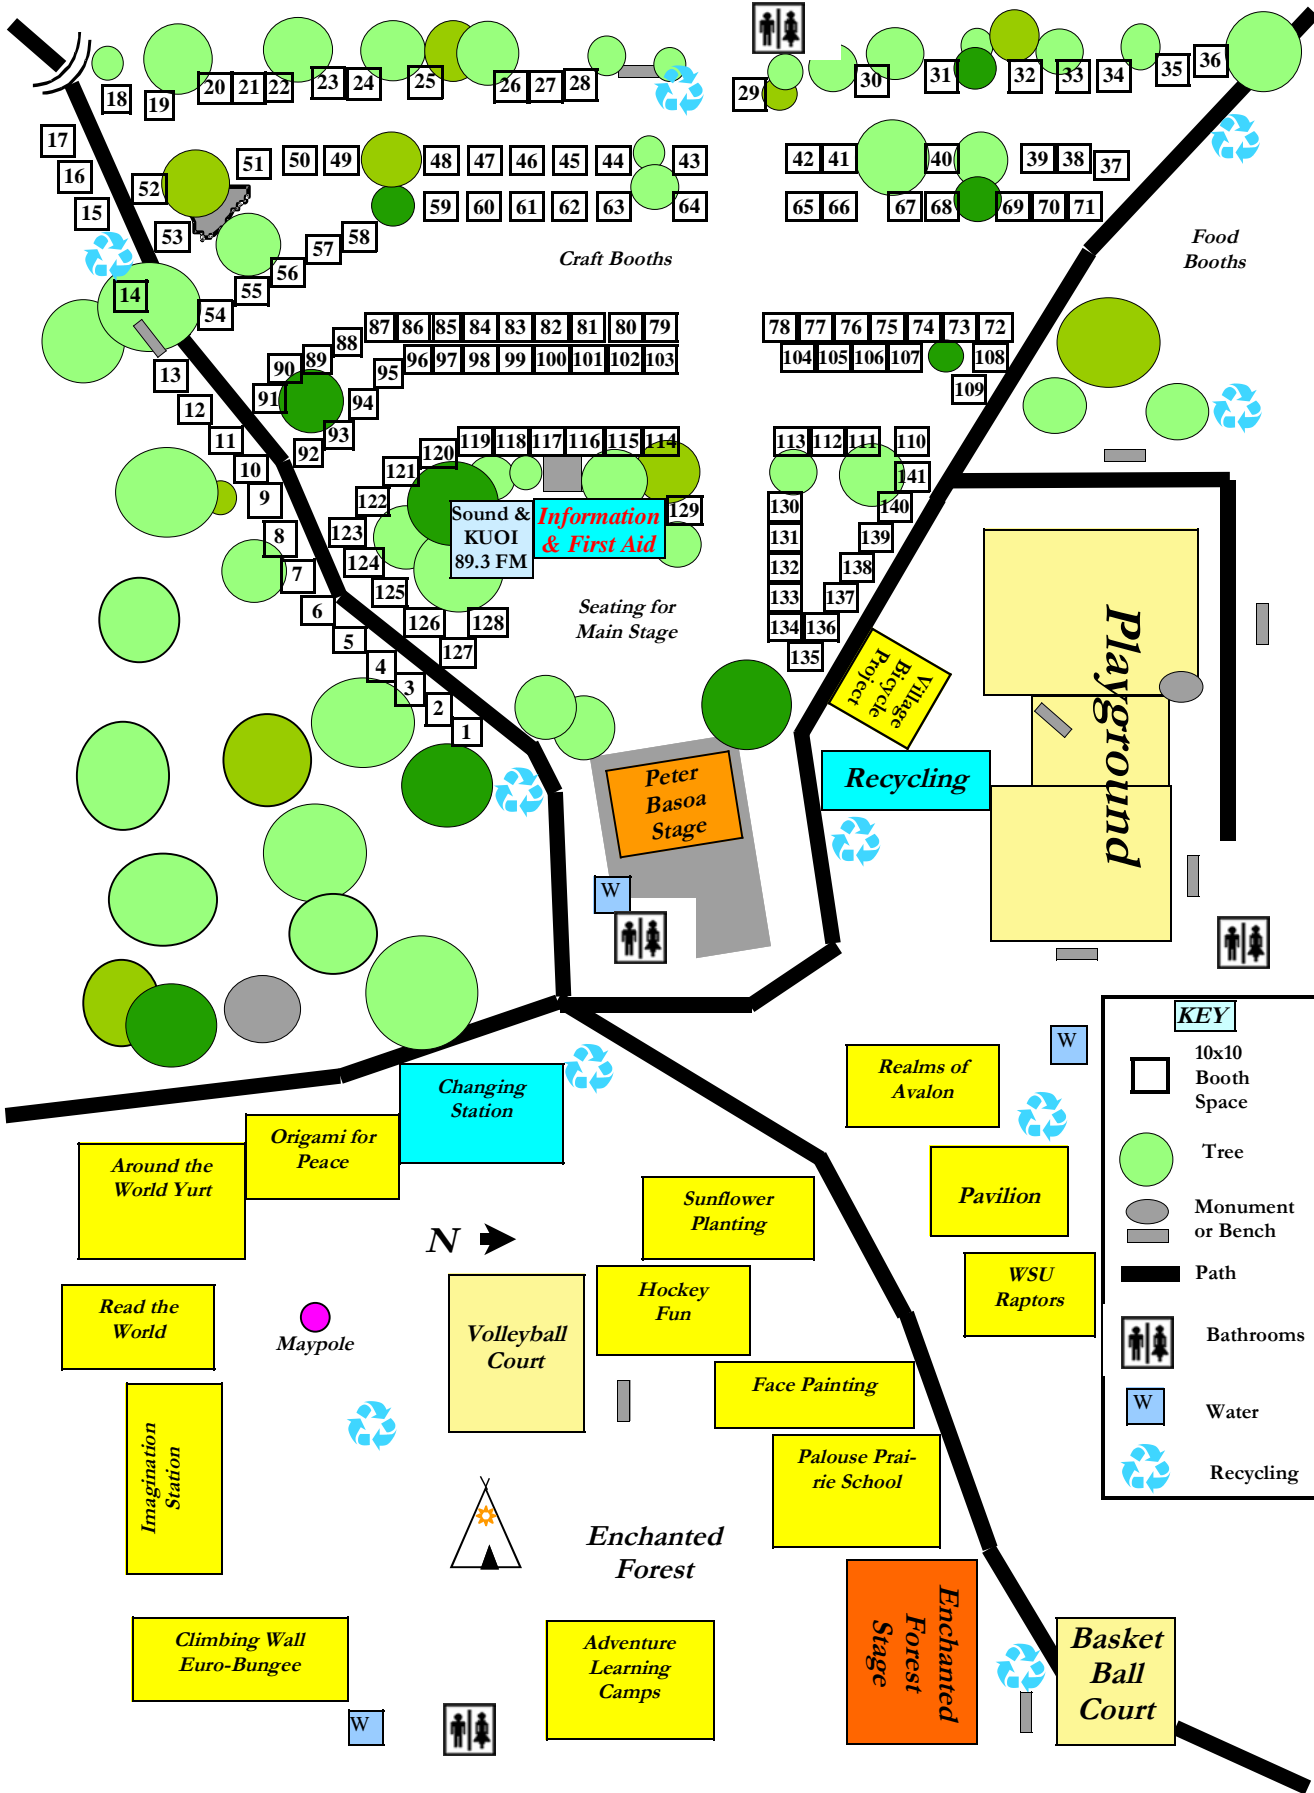 18
19
20 21 22
23 24
25
26 27 28
29
30
31
32
33 34
35
36
17
16
15
52
51
50 49
48 47 46 45 44
43
42 41
40
39 38 37
53
54
55
56
57
58
59 60 61 62 63
64
65 66
67 68
69 70 71
Craft Booths
Food
Booths
14
13
12
11
10
9
8
7
6
5
4
3
2
1
87 86 85 84 83 82 81 80 79
88
89
90
91
92
93
94
95
96 97 98 99 100 101 102 103
78 77 76 75 74 73 72
104 105 106 107
108
109
119 118 117 116 115 114
120
121
122
123
124
125
126
127
128
129
113 112 111
110
141
140
139
138
137
136
135
130
131
132
133
134
Sound &
KUOI
89.3 FM
Information
& First Aid
Seating for
Main Stage
Village
Bicycle
Project
Playground
Recycling
Peter
Basoa
Stage
W
W
Changing
Station
Origami for
Peace
Around the
World Yurt
Realms of
Avalon
Pavilion
WSU
Raptors
Sunflower
Planting
N
Read the
World
Maypole
Volleyball
Court
Hockey
Fun
Face Painting
Palouse Prai-
rie School
Imagination
Station
Enchanted
Forest
Enchanted
Forest
Stage
Climbing Wall
Euro-Bungee
W
Adventure
Learning
Camps
Basket
Ball
Court
KEY
10x10
Booth
Space
Tree
Monument
or Bench
Path
Bathrooms
W
Water
Recycling